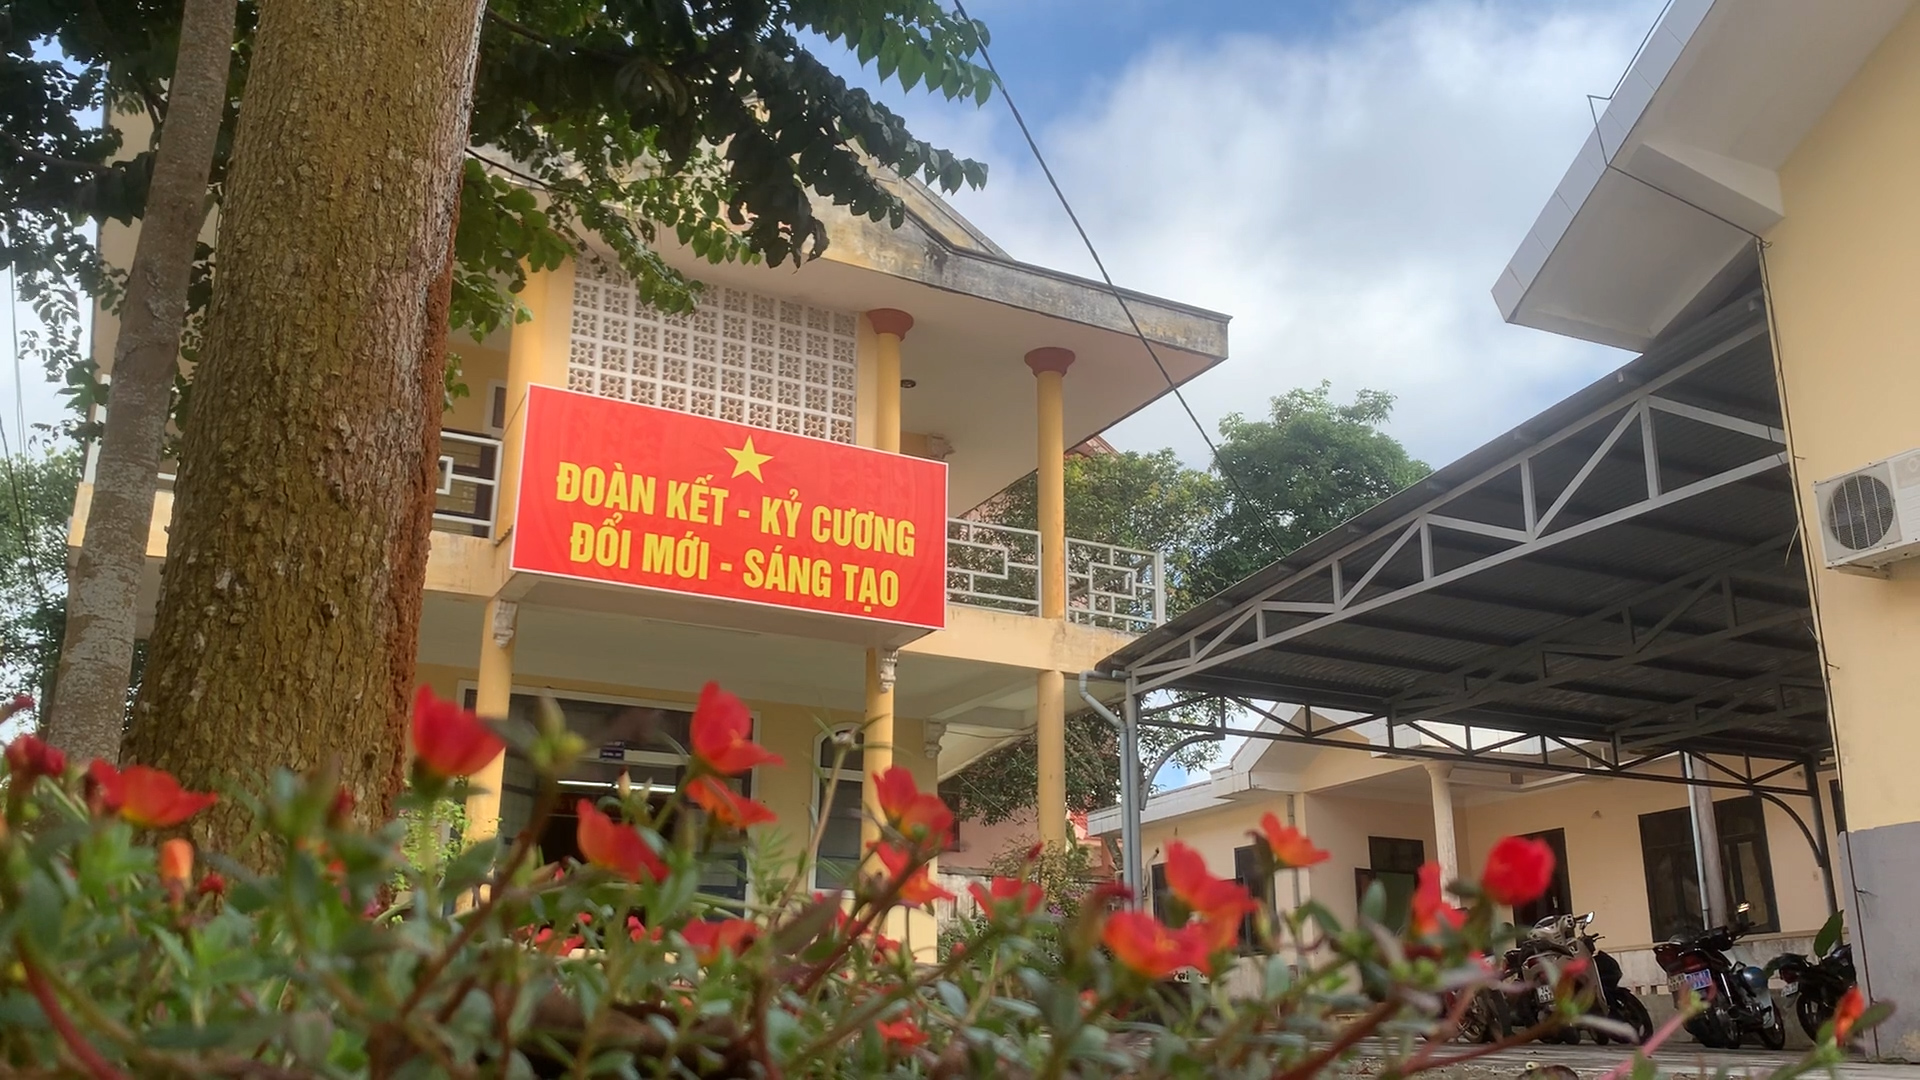 ĐOÀN KẾT - KỶ CƯƠNG
ĐỔI MỚI - SÁNG TẠO